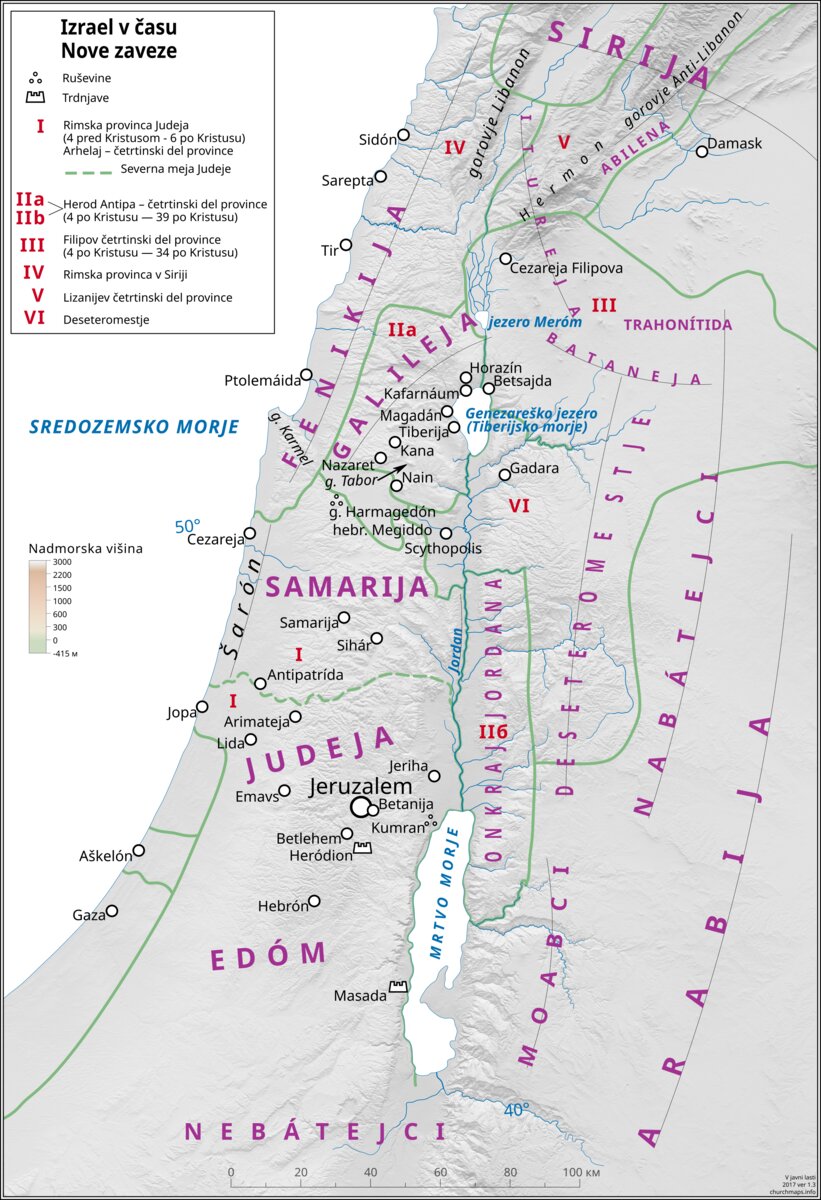 Izrael v času
Nove zaveze
Ruševine
Trdnjave
I
Rimska provinca Judeja
(4 pred Kristusom - 6 po Kristusu)
Arhelaj – četrtinski del province
Severna meja Judeje
IIa
IIb
Herod Antipa – četrtinski del province
(4 po Kristusu — 39 po Kristusu)
III
Filipov četrtinski del province
(4 po Kristusu — 34 po Kristusu)
IV
Rimska provinca v Siriji
V
Lizanijev četrtinski del province
VI
Deseteromestje
SIRIJA
gorovje Libanon
gorovje Anti-Libanon
Hermon
ABILENA
ITUREJA
IV
V
Damask
Sidón
Sarepta
Tir
FENIKIJA
Cezareja Filipova
III
TRAHONÍTIDA
BATANEJA
IIa
GALILEJA
jezero Meróm
Ptolemáida
Horazín
Betsajda
Kafarnáum
Magadán
Genezareško jezero
(Tiberijsko morje)
Tiberija
Kana
SREDOZEMSKO MORJE
g. Karmel
Nazaret
g. Tabor
Nain
Gadara
VI
g. Harmagedón
hebr. Megiddo
Scythopolis
50°
Cezareja
Nadmorska višina
3000
2200
1500
1000
600
300
0
-415 м
Šarón
SAMARIJA
Samarija
Sihár
I
Jordan
ONKRAJ JORDANA
DESETEROMESTJE
NABÁTEJCI
ARABIJA
Antipatrída
Jopa
I
Arimateja
Lida
JUDEJA
IIб
Jeriha
Jeruzalem
Emavs
Betanija
Kumran
Betlehem
Heródion
Aškelón
Gaza
Hebrón
MRTVO MORJE
EDÓM
Masada
MOABCI
NEBÁTEJCI
40°
0
20
40
60
80
100 км
V javni lasti
2017 ver 1.3
churchmaps.info